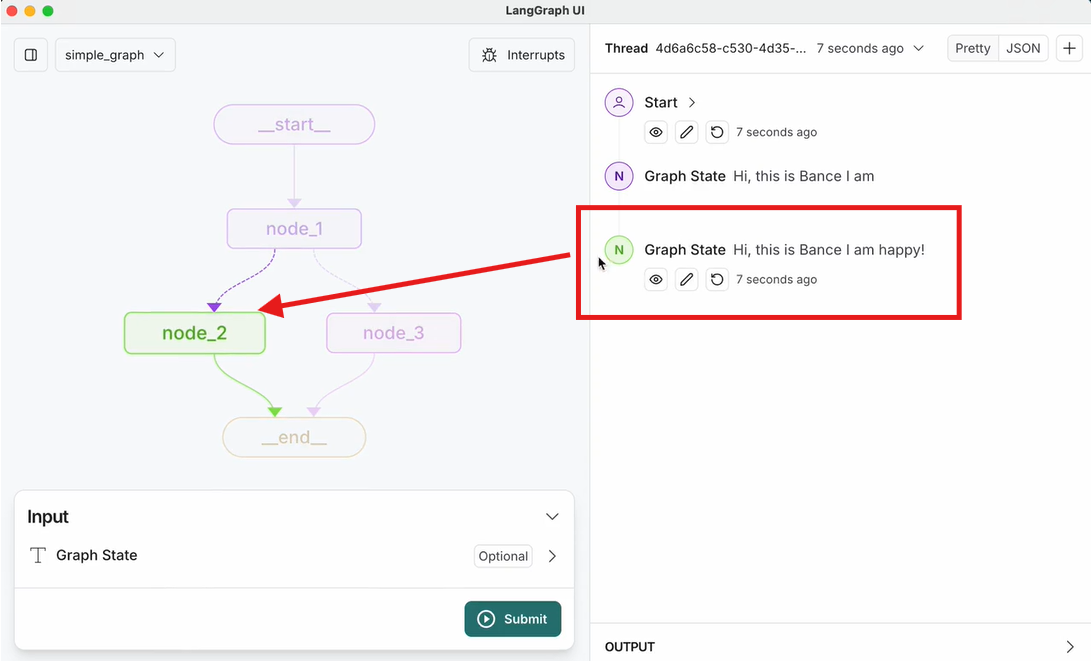 LangGraph UI
simple_graph
Interrupts
__start__
node_1
node_2
node_3
__end__
Input
Graph State
Optional
Submit
Thread 4d6a6c58-c530-4d35-... 7 seconds ago
Pretty JSON
Start
7 seconds ago
N Graph State Hi, this is Bance I am
N Graph State Hi, this is Bance I am happy!
7 seconds ago
OUTPUT